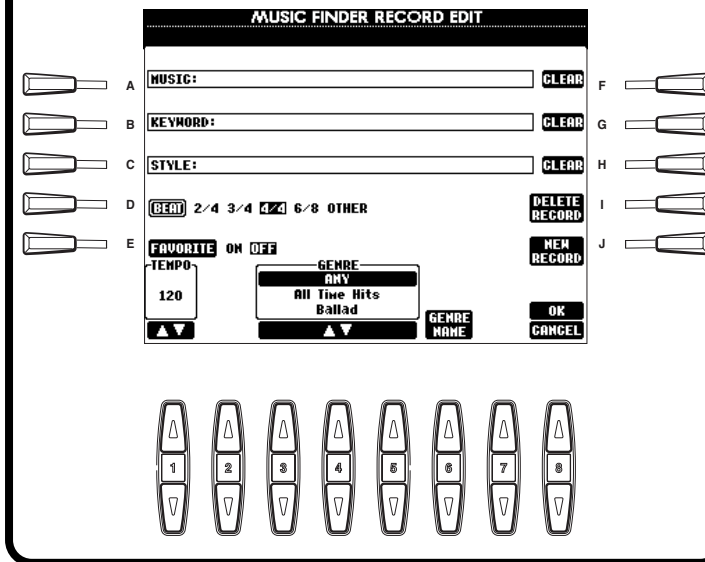 MUSIC FINDER RECORD EDIT
A MUSIC: CLEAR F
B KEYWORD: CLEAR G
C STYLE: CLEAR H
D BEAT 2/4 3/4 4/4 6/8 OTHER DELETE RECORD I
E FAVORITE ON OFF NEW RECORD J
TEMPO GENRE
ANY
120 All Time Hits
Ballad GENRE NAME OK
▲▼ ▲▼ CANCEL
1 2 3 4 5 6 7 8